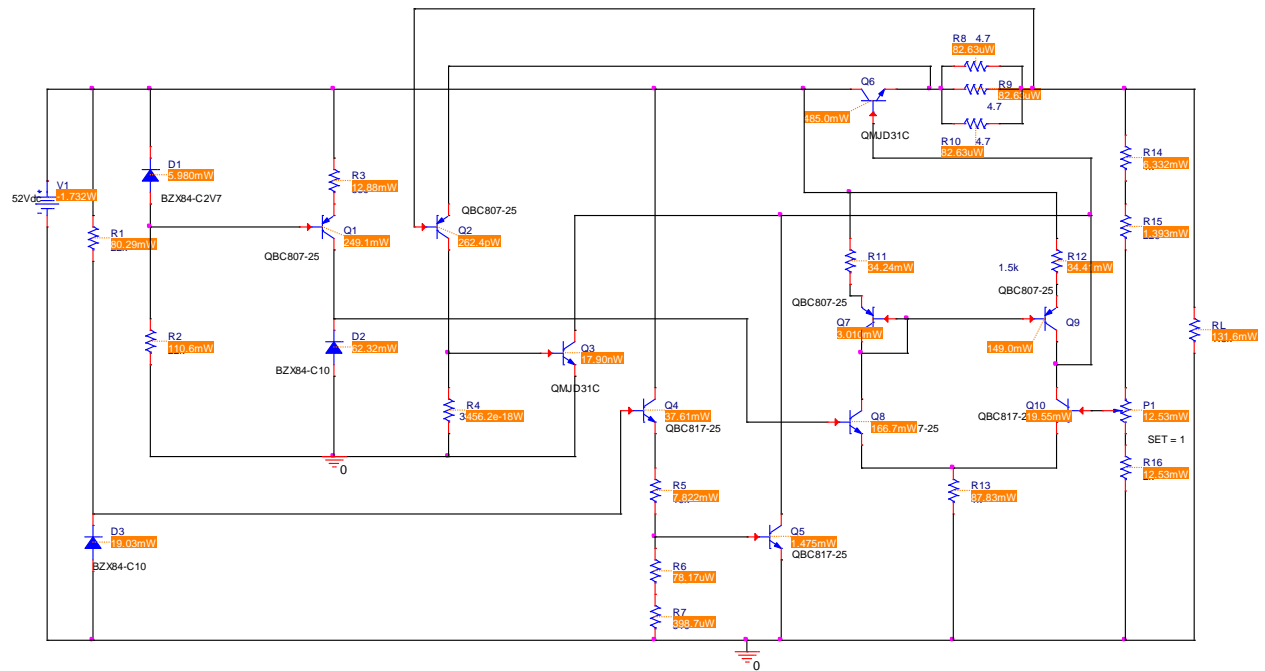 R8 4.7
82.63uW
R9
82.63uW
4.7
R10 4.7
82.63uW
Q6
485.0mW
QMJD31C
V1
52Vdc
-1.732W
D1
5.980mW
BZX84-C2V7
R3
12.88mW
R1
80.29mW
Q1
249.1mW
QBC807-25
QBC807-25
Q2
262.4pW
R14
6.332mW
R15
1.393mW
R11
34.24mW
R12
34.41mW
1.5k
QBC807-25
QBC807-25
Q7
3.010mW
Q9
149.0mW
R2
110.6mW
D2
62.32mW
BZX84-C10
Q3
17.90nW
QMJD31C
RL
131.6mW
R4
456.2e-18W
Q4
37.61mW
QBC817-25
Q8
166.7mW
7-25
Q10
19.55mW
QBC817-2
P1
12.53mW
SET = 1
R16
12.53mW
0
R5
7.822mW
R13
87.83mW
D3
19.03mW
BZX84-C10
Q5
1.475mW
QBC817-25
R6
78.17uW
R7
398.7uW
0